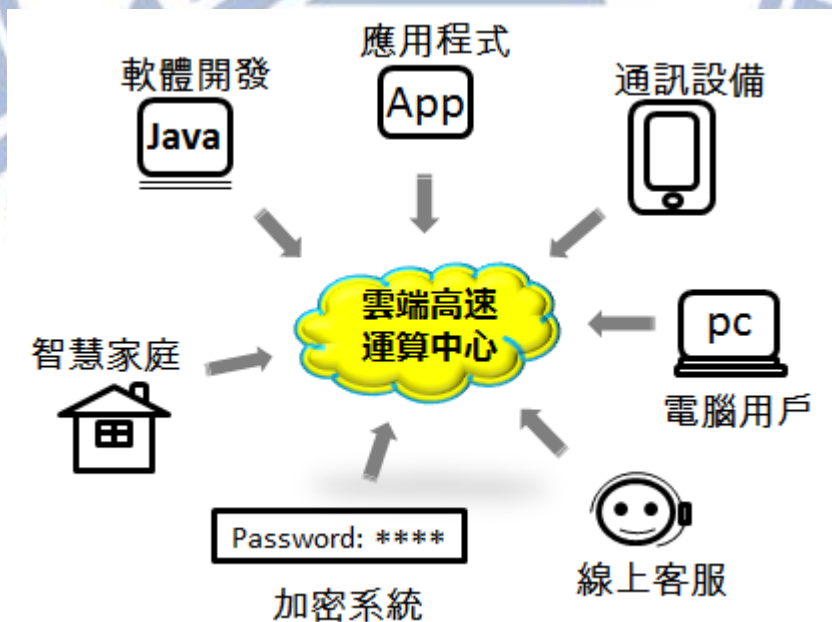 應用程式
App
軟體開發
Java
通訊設備
雲端高速
運算中心
pc
電腦用戶
智慧家庭
Password: ****
加密系統
線上客服